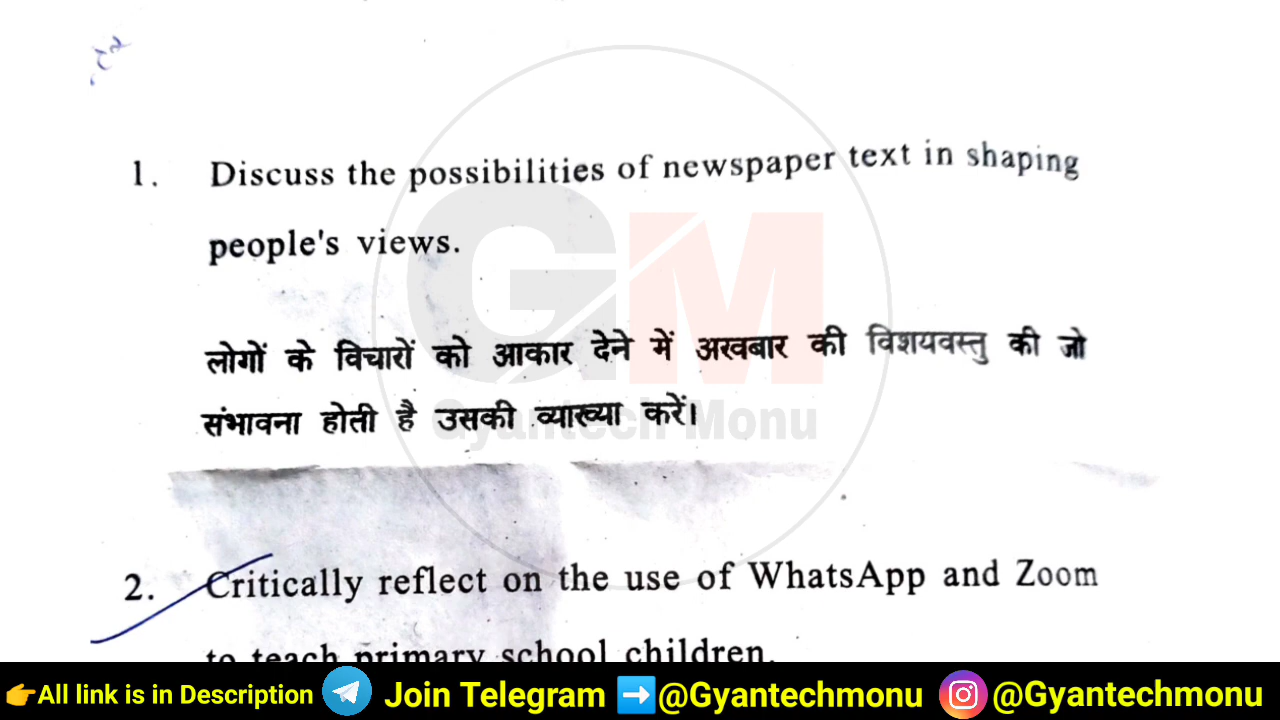 1. Discuss the possibilities of newspaper text in shaping
people's views.
लोगों के विचारों को आकार देने में अखबार की विशयवस्तु की जो
संभावना होती है उसकी व्याख्या करें।
GM
Gyantech Monu
2. Critically reflect on the use of WhatsApp and Zoom
to teach primary school children.
👉All link is in Description Join Telegram ➡️@Gyantechmonu @Gyantechmonu